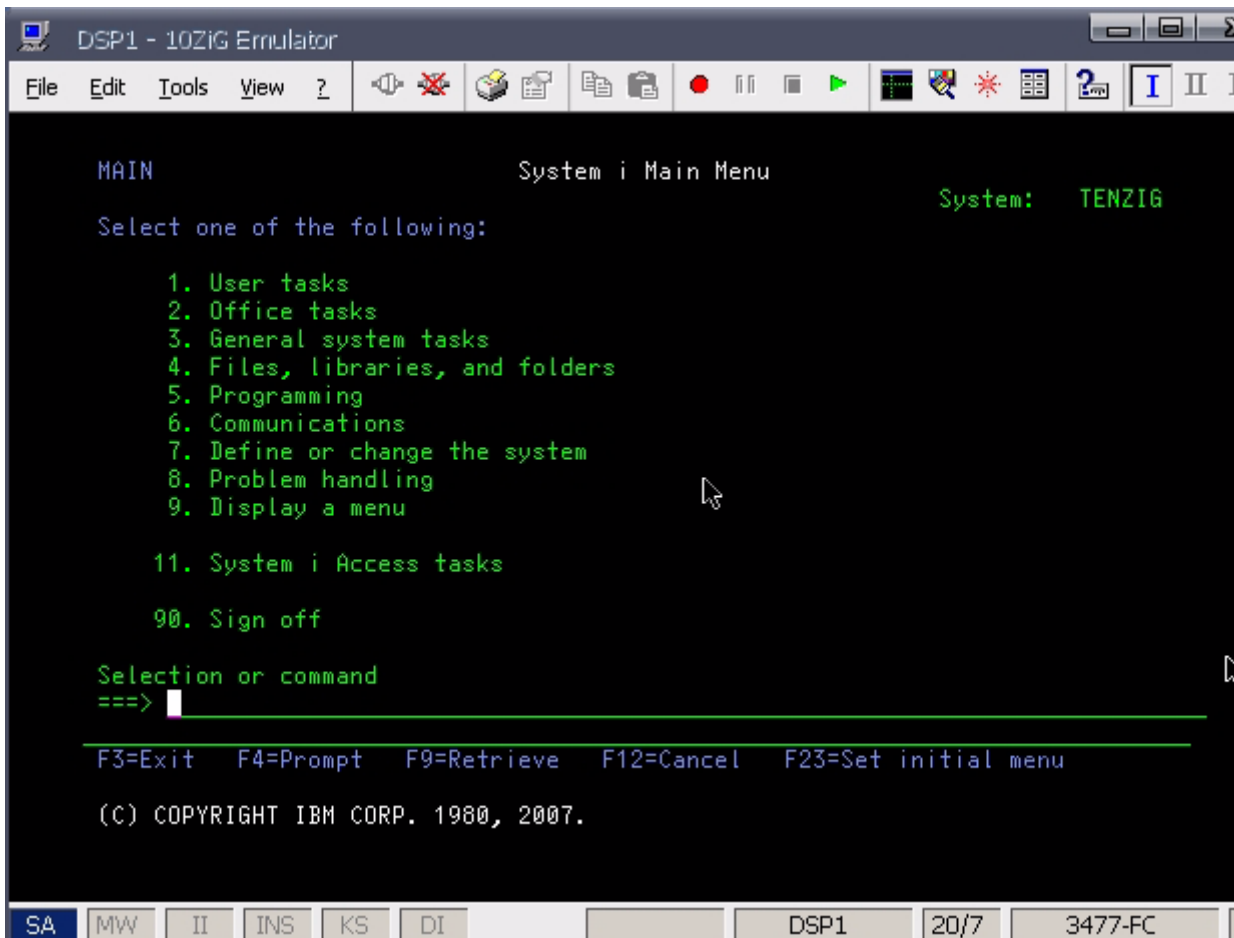 DSP1 - 10ZiG Emulator
File Edit Tools View ?
I II
MAIN System i Main Menu
System: TENZIG
Select one of the following:
1. User tasks
2. Office tasks
3. General system tasks
4. Files, libraries, and folders
5. Programming
6. Communications
7. Define or change the system
8. Problem handling
9. Display a menu
11. System i Access tasks
90. Sign off
Selection or command
===>
F3=Exit F4=Prompt F9=Retrieve F12=Cancel F23=Set initial menu
(C) COPYRIGHT IBM CORP. 1980, 2007.
SA MW II INS KS DI DSP1 20/7 3477-FC